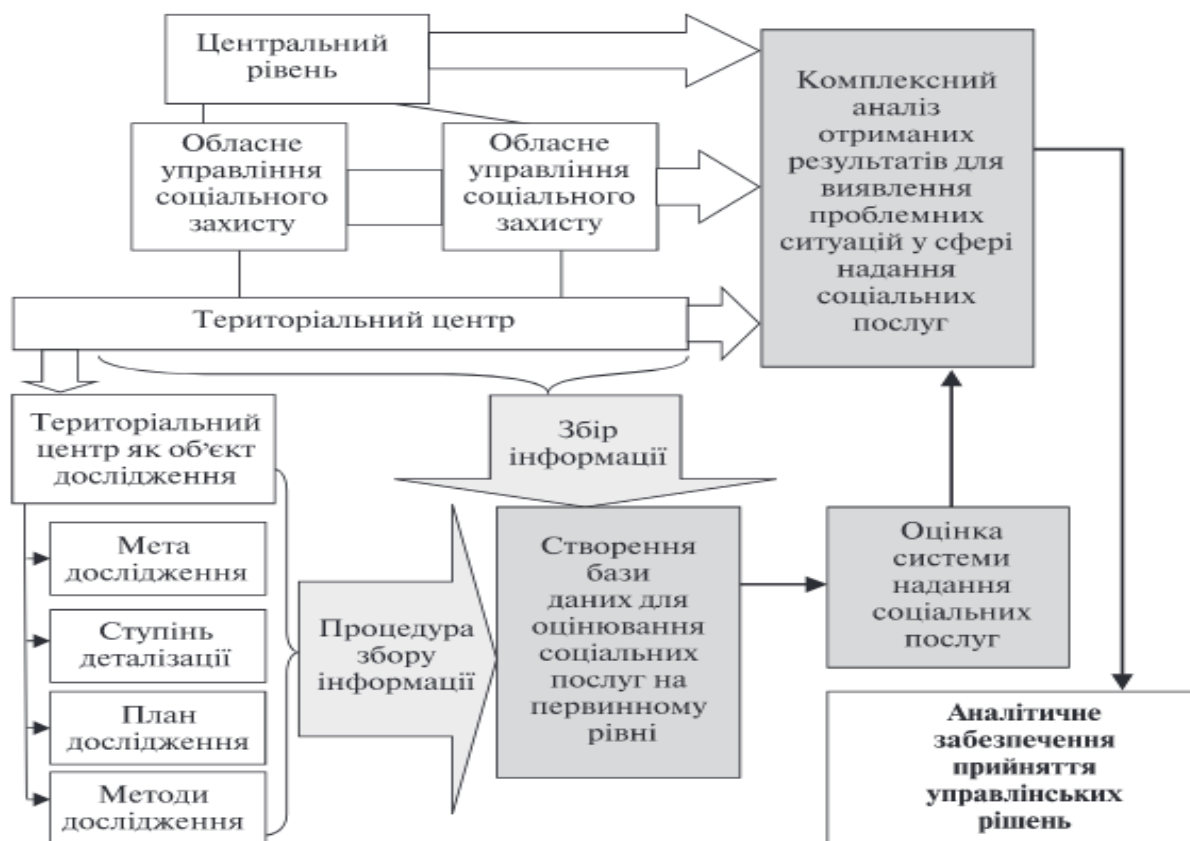 Центральний
рівень
Обласне
управління
соціального
захисту
Обласне
управління
соціального
захисту
Територіальний центр
Комплексний
аналіз
отриманих
результатів для
виявлення
проблемних
ситуацій у сфері
надання
соціальних
послуг
Територіальний
центр як об’єкт
дослідження
Мета
дослідження
Ступінь
деталізації
План
дослідження
Методи
дослідження
Збір
інформації
Процедура
збору
інформації
Створення
бази
даних для
оцінювання
соціальних
послуг на
первинному
рівні
Оцінка
системи
надання
соціальних
послуг
Аналітичне
забезпечення
прийняття
управлінських
рішень